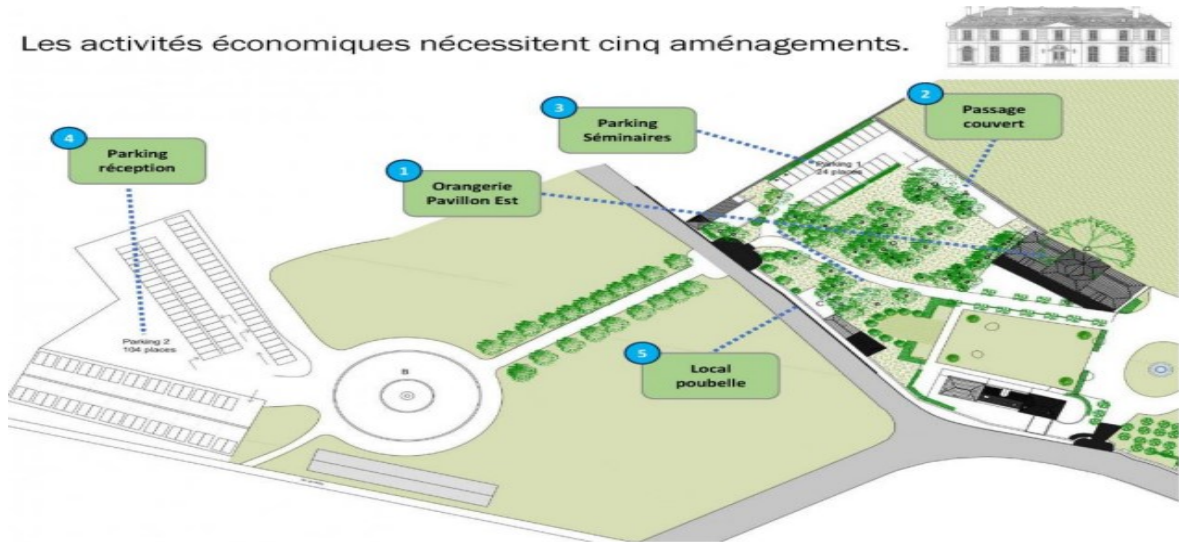 Les activités économiques nécessitent cinq aménagements.
2
Passage
couvert
3
Parking
Séminaires
4
Parking
réception
1
Orangerie
Pavillon Est
Parking 1
24 places
Parking 2
104 places
B
5
Local
poubelle